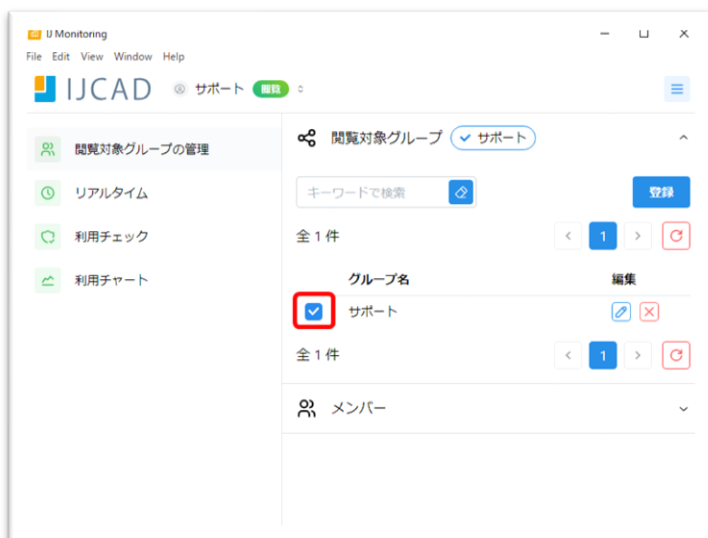 IJ Monitoring
File Edit View Window Help
IJCAD サポート 閲覧
閲覧対象グループの管理
リアルタイム
利用チェック
利用チャート
閲覧対象グループ サポート
キーワードで検索 登録
全 1 件 1
グループ名 編集
サポート
全 1 件 1
メンバー